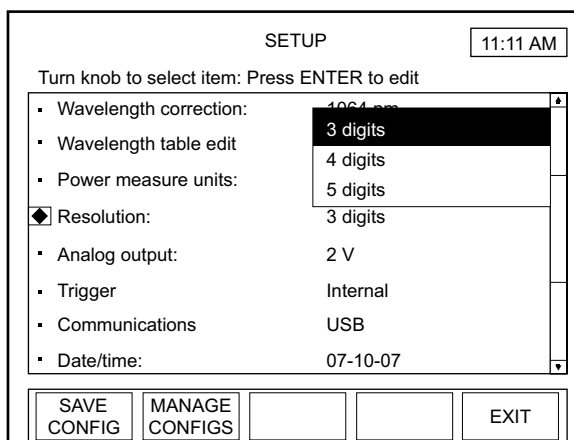 SETUP
11:11 AM
Turn knob to select item: Press ENTER to edit
Wavelength correction:
3 digits
Wavelength table edit
4 digits
Power measure units:
5 digits
Resolution: 3 digits
Analog output: 2 V
Trigger Internal
Communications USB
Date/time: 07-10-07
SAVE CONFIG
MANAGE CONFIGS
EXIT